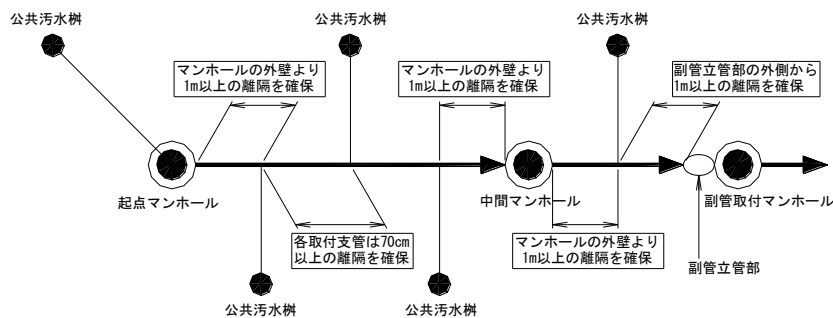 公共汚水桝
公共汚水桝
公共汚水桝
マンホールの外壁より
1m以上の離隔を確保
マンホールの外壁より
1m以上の離隔を確保
副管立管部の外側から
1m以上の離隔を確保
起点マンホール
中間マンホール
副管取付マンホール
各取付支管は70cm
以上の離隔を確保
マンホールの外壁より
1m以上の離隔を確保
副管立管部
公共汚水桝
公共汚水桝